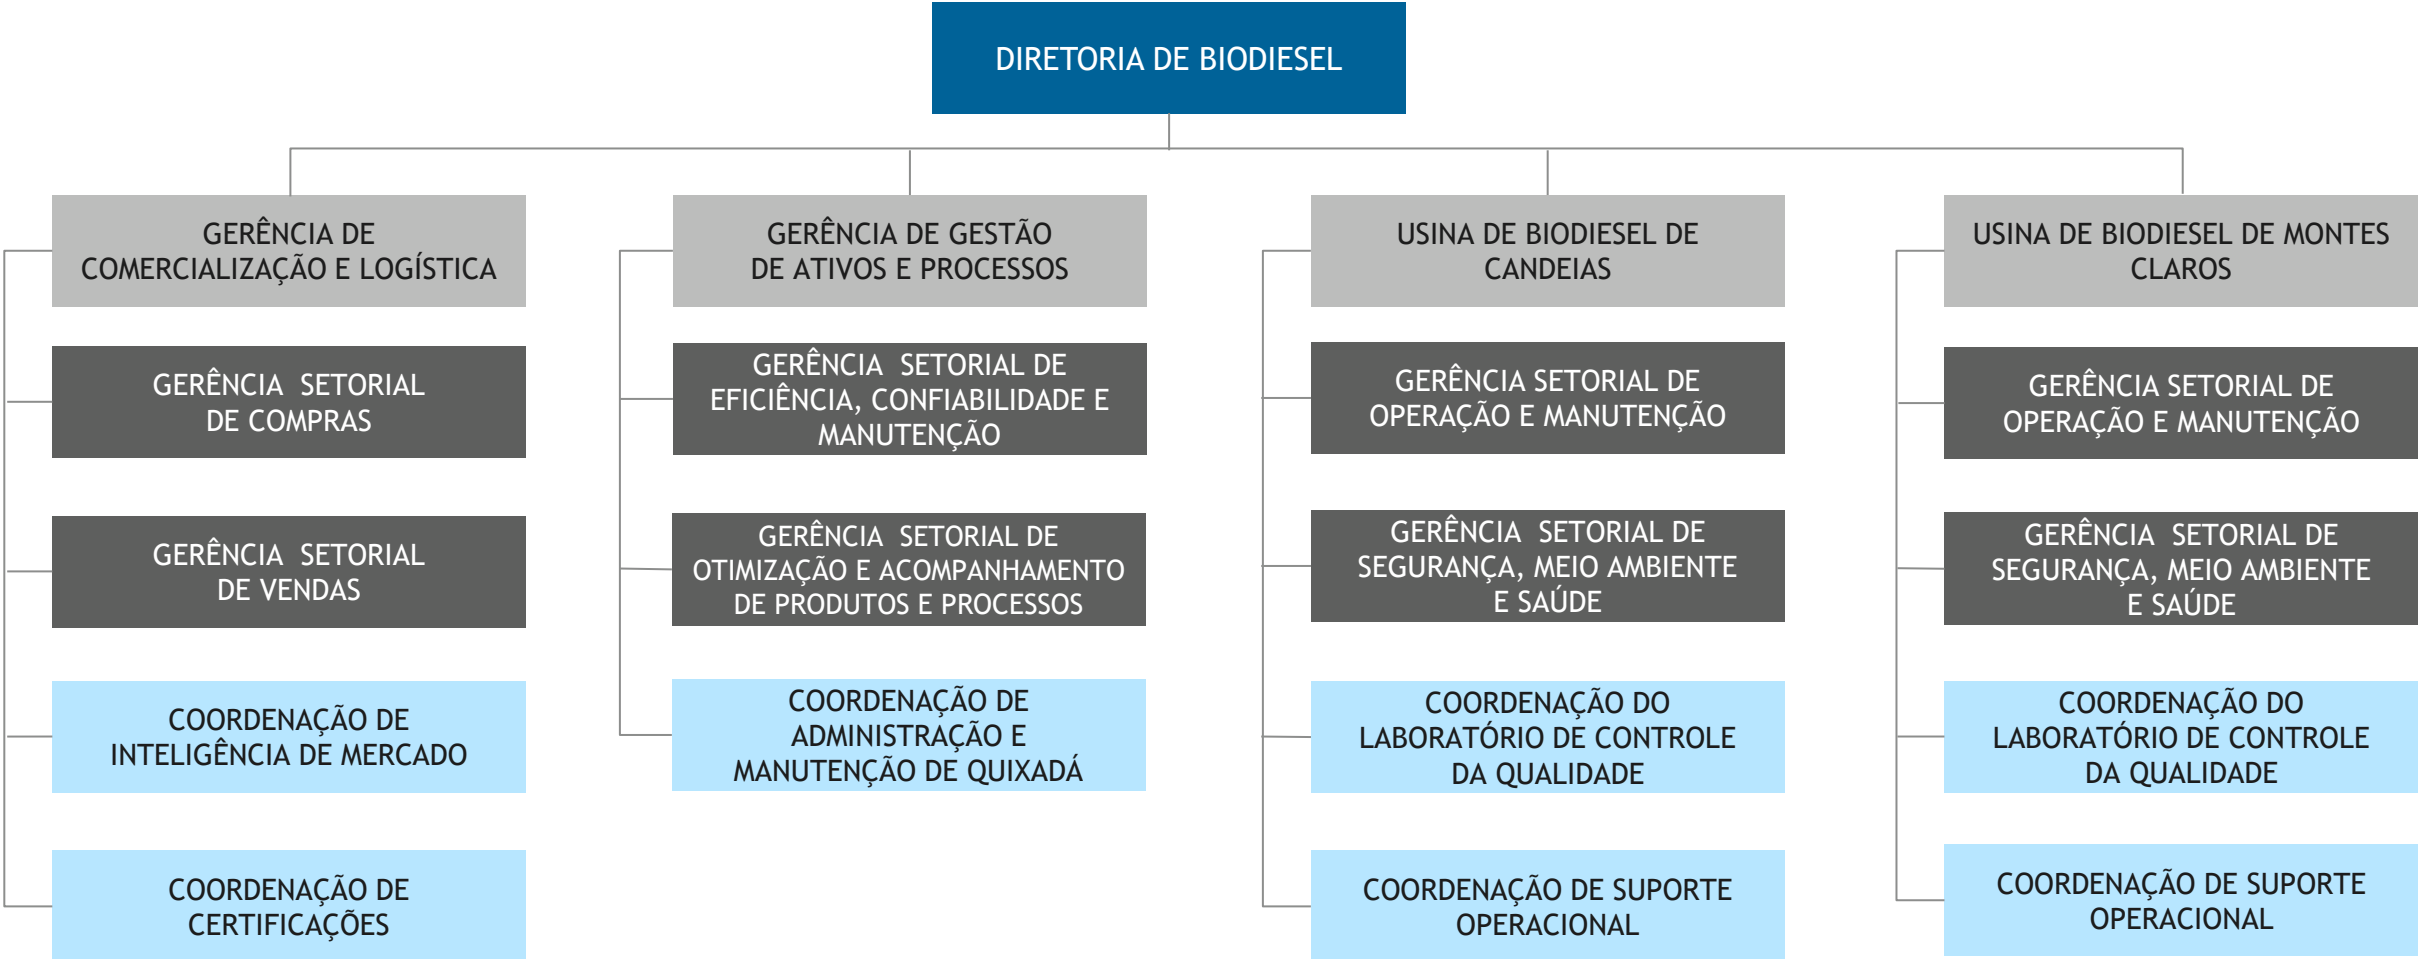 DIRETORIA DE BIODIESEL
GERÊNCIA DE
COMERCIALIZAÇÃO E LOGÍSTICA
GERÊNCIA SETORIAL
DE COMPRAS
GERÊNCIA SETORIAL
DE VENDAS
COORDENAÇÃO DE
INTELIGÊNCIA DE MERCADO
COORDENAÇÃO DE
CERTIFICAÇÕES
GERÊNCIA DE GESTÃO
DE ATIVOS E PROCESSOS
GERÊNCIA SETORIAL DE
EFICIÊNCIA, CONFIABILIDADE E
MANUTENÇÃO
GERÊNCIA SETORIAL DE
OTIMIZAÇÃO E ACOMPANHAMENTO
DE PRODUTOS E PROCESSOS
COORDENAÇÃO DE
ADMINISTRAÇÃO E
MANUTENÇÃO DE QUIXADÁ
USINA DE BIODIESEL DE
CANDEIAS
GERÊNCIA SETORIAL DE
OPERAÇÃO E MANUTENÇÃO
GERÊNCIA SETORIAL DE
SEGURANÇA, MEIO AMBIENTE
E SAÚDE
COORDENAÇÃO DO
LABORATÓRIO DE CONTROLE
DA QUALIDADE
COORDENAÇÃO DE SUPORTE
OPERACIONAL
USINA DE BIODIESEL DE MONTES
CLAROS
GERÊNCIA SETORIAL DE
OPERAÇÃO E MANUTENÇÃO
GERÊNCIA SETORIAL DE
SEGURANÇA, MEIO AMBIENTE
E SAÚDE
COORDENAÇÃO DO
LABORATÓRIO DE CONTROLE
DA QUALIDADE
COORDENAÇÃO DE SUPORTE
OPERACIONAL